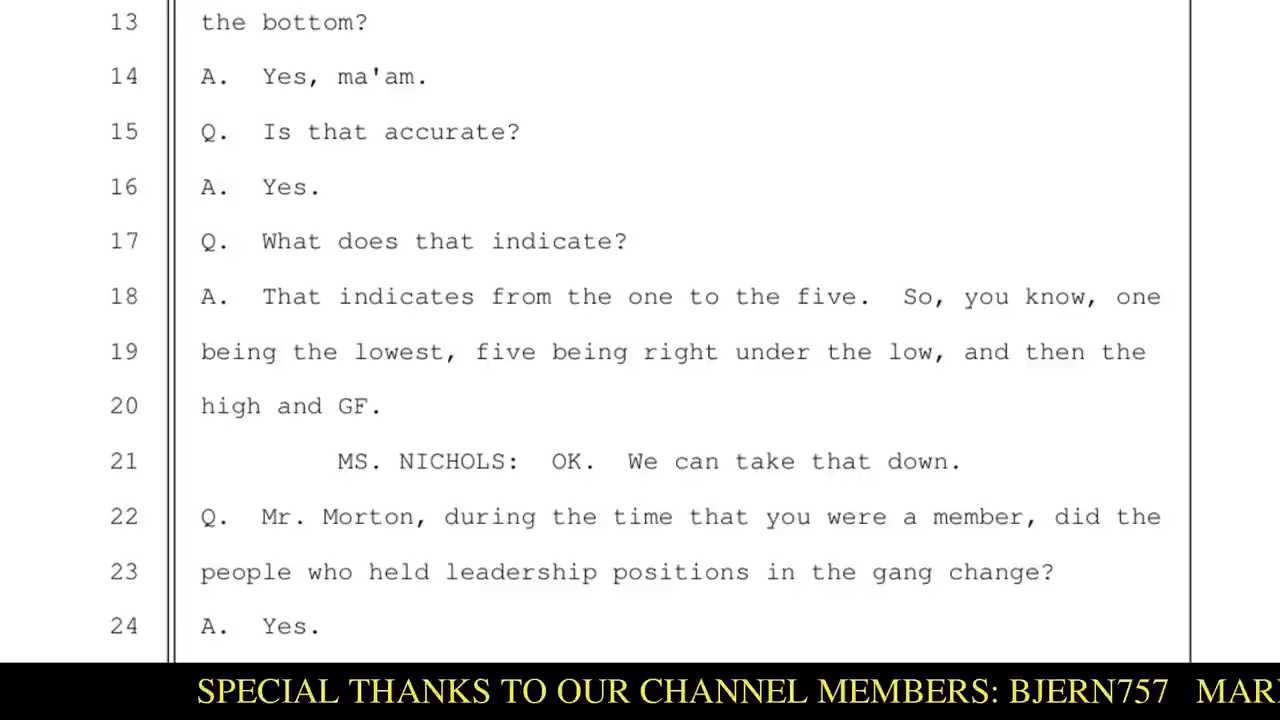 13 the bottom?
14 A. Yes, ma'am.
15 Q. Is that accurate?
16 A. Yes.
17 Q. What does that indicate?
18 A. That indicates from the one to the five. So, you know, one
19 being the lowest, five being right under the low, and then the
20 high and GF.
21 MS. NICHOLS: OK. We can take that down.
22 Q. Mr. Morton, during the time that you were a member, did the
23 people who held leadership positions in the gang change?
24 A. Yes.
SPECIAL THANKS TO OUR CHANNEL MEMBERS: BJERN757